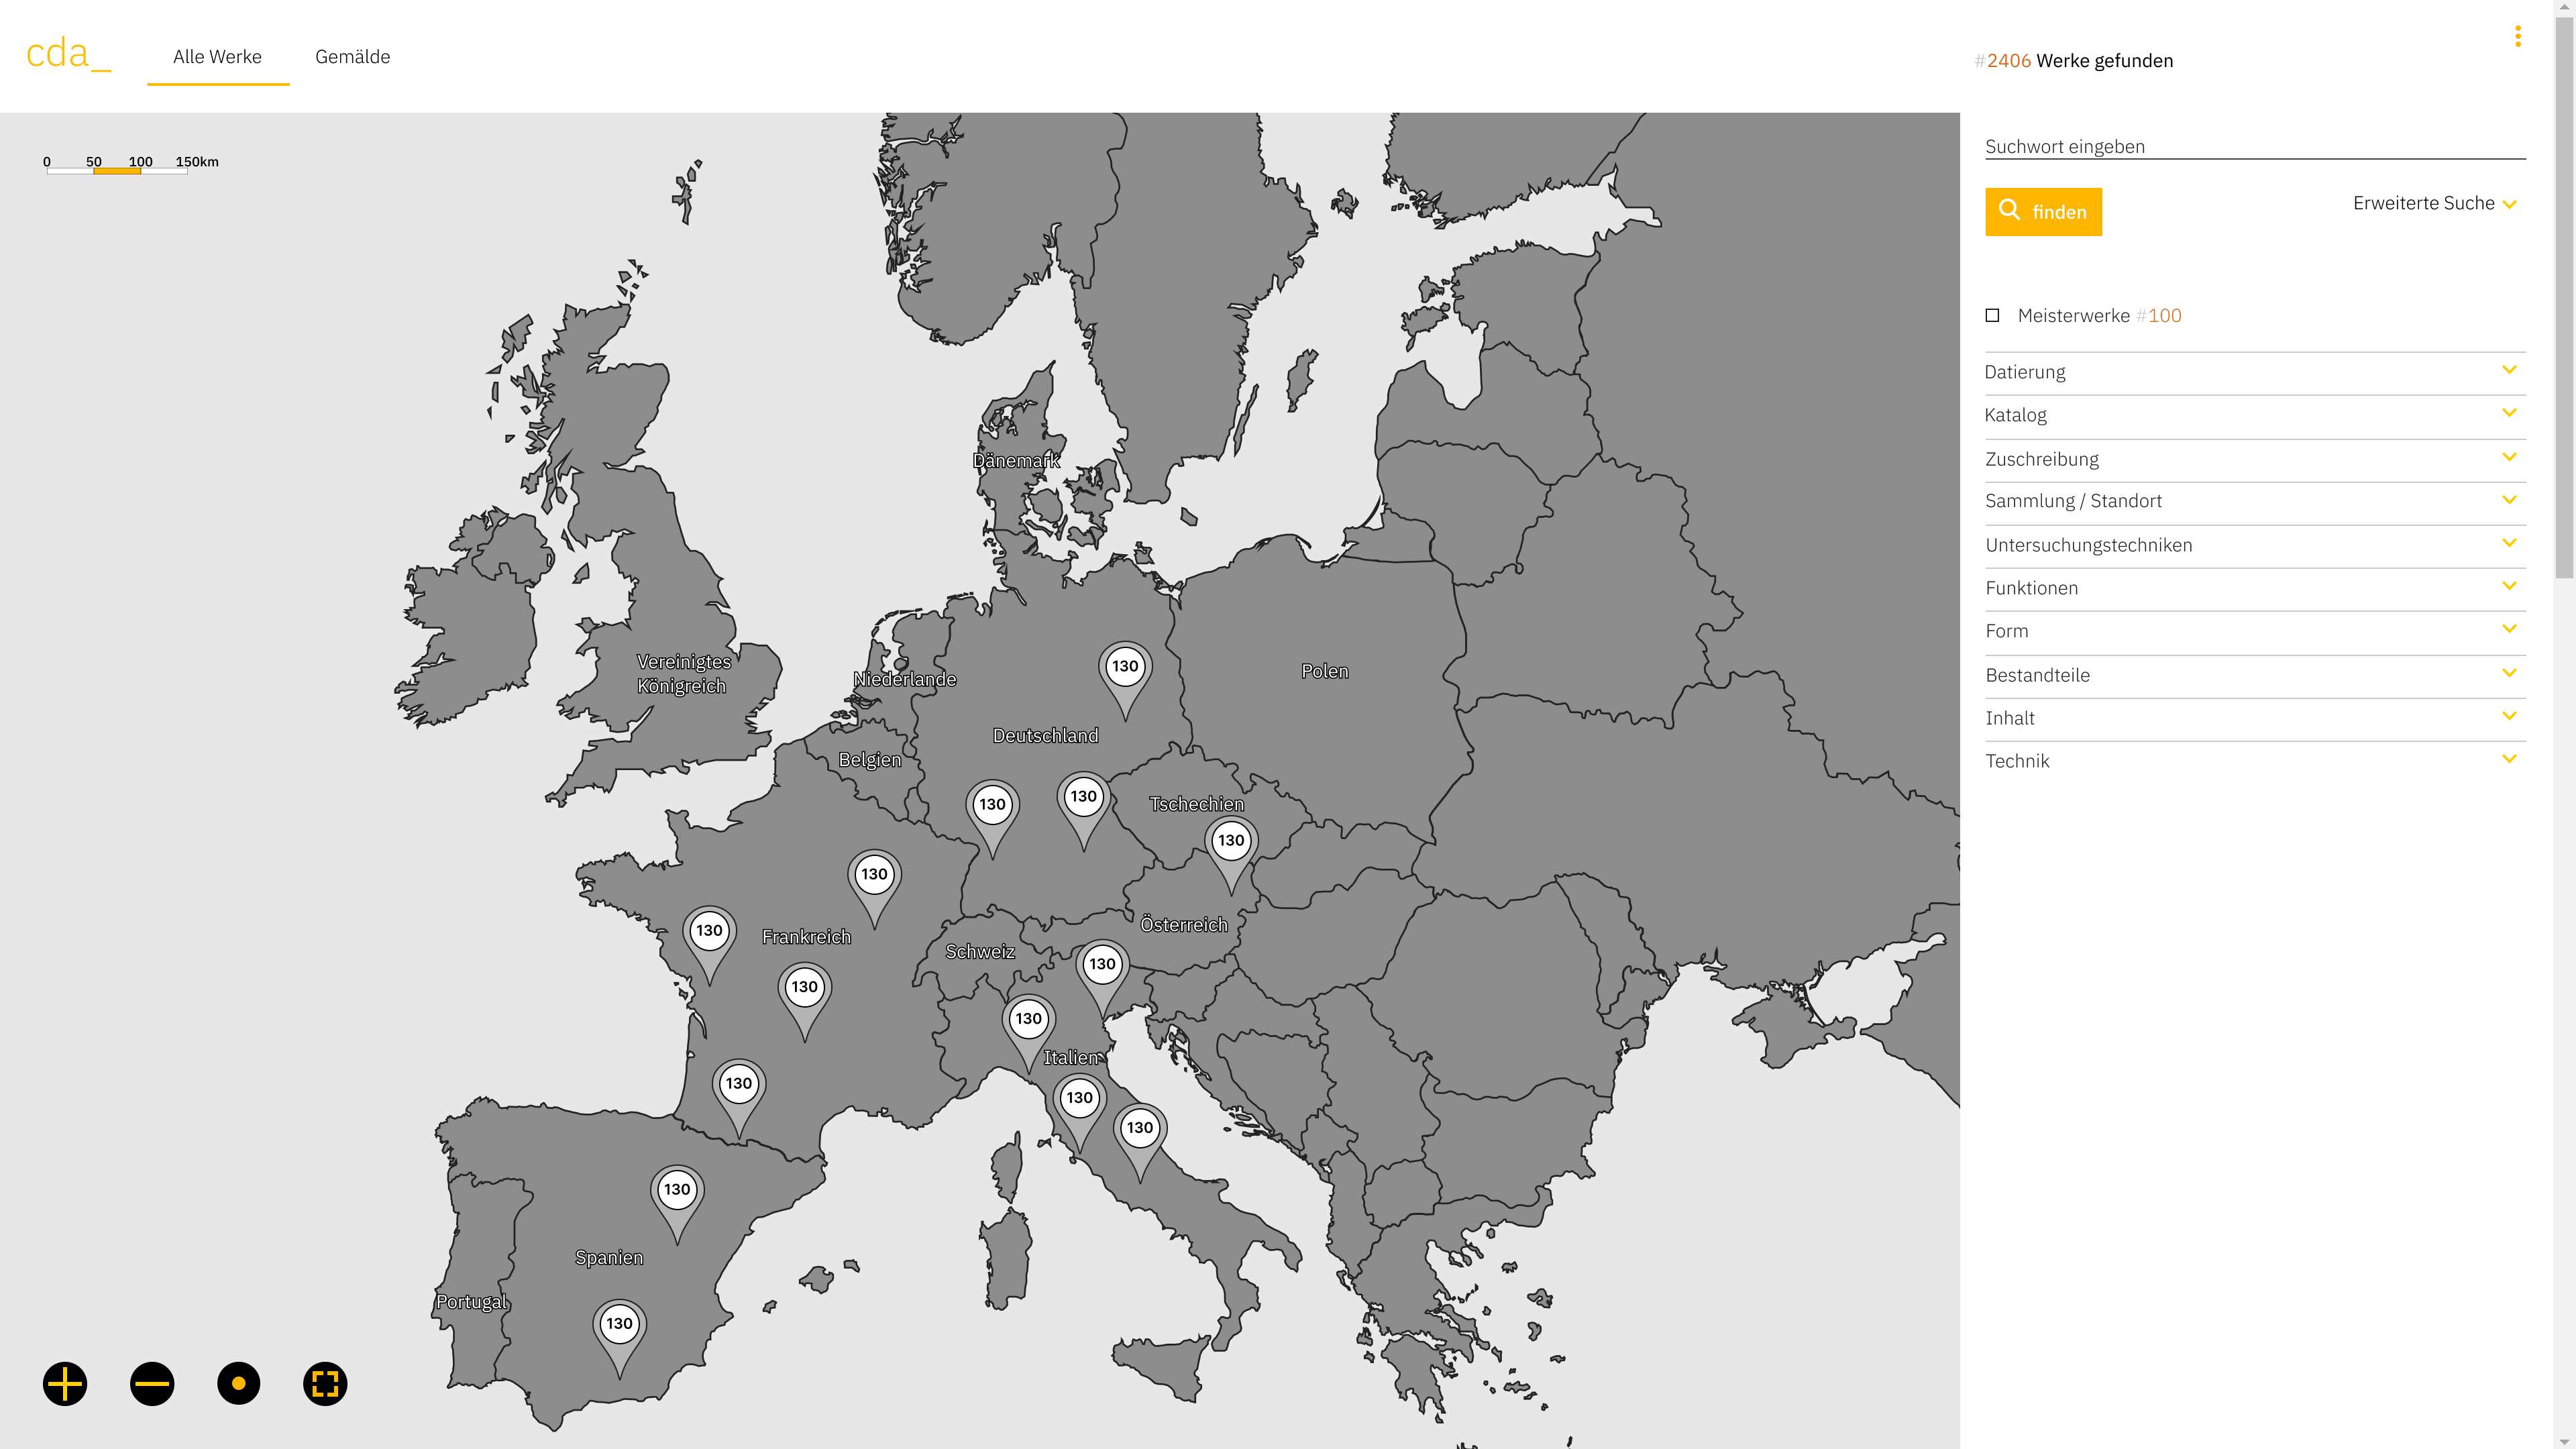 cda_
Alle Werke
Gemälde
#2406 Werke gefunden
0 50 100 150km
Suchwort eingeben
finden
Erweiterte Suche
Meisterwerke #100
Datierung
Katalog
Zuschreibung
Sammlung / Standort
Untersuchungstechniken
Funktionen
Form
Bestandteile
Inhalt
Technik
Dänemark
Vereinigtes
Königreich
Niederlande
130
Polen
Deutschland
Belgien
130
130
Tschechien
130
130
130
Frankreich
Österreich
Schweiz
130
130
130
Italien
130
130
130
130
Spanien
Portugal
130